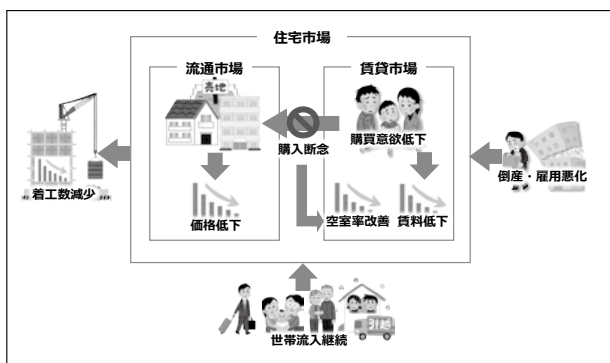 住宅市場
流通市場
賃貸市場
売地
購買意欲低下
購入断念
倒産・雇用悪化
着工数減少
価格低下
空室率改善
賃料低下
引越
世帯流入継続